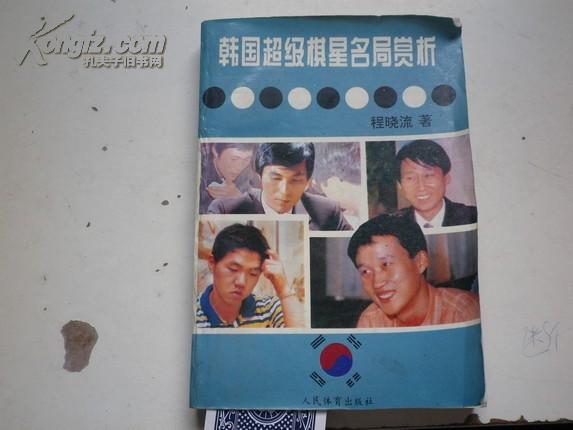 Kongfz.com
孔夫子旧书网
韩国超级棋星名局赏析
程晓流 著
人民体育出版社